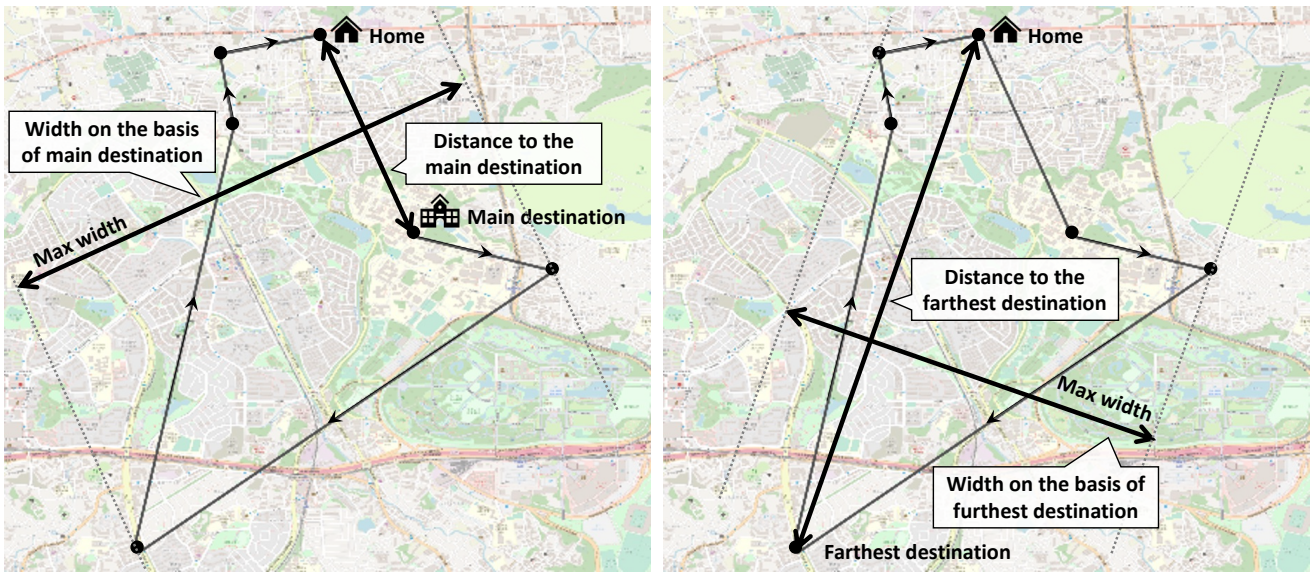 Home
Width on the basis
of main destination
Distance to the
main destination
Main destination
Max width
Home
Distance to the
farthest destination
Max width
Width on the basis of
furthest destination
Farthest destination